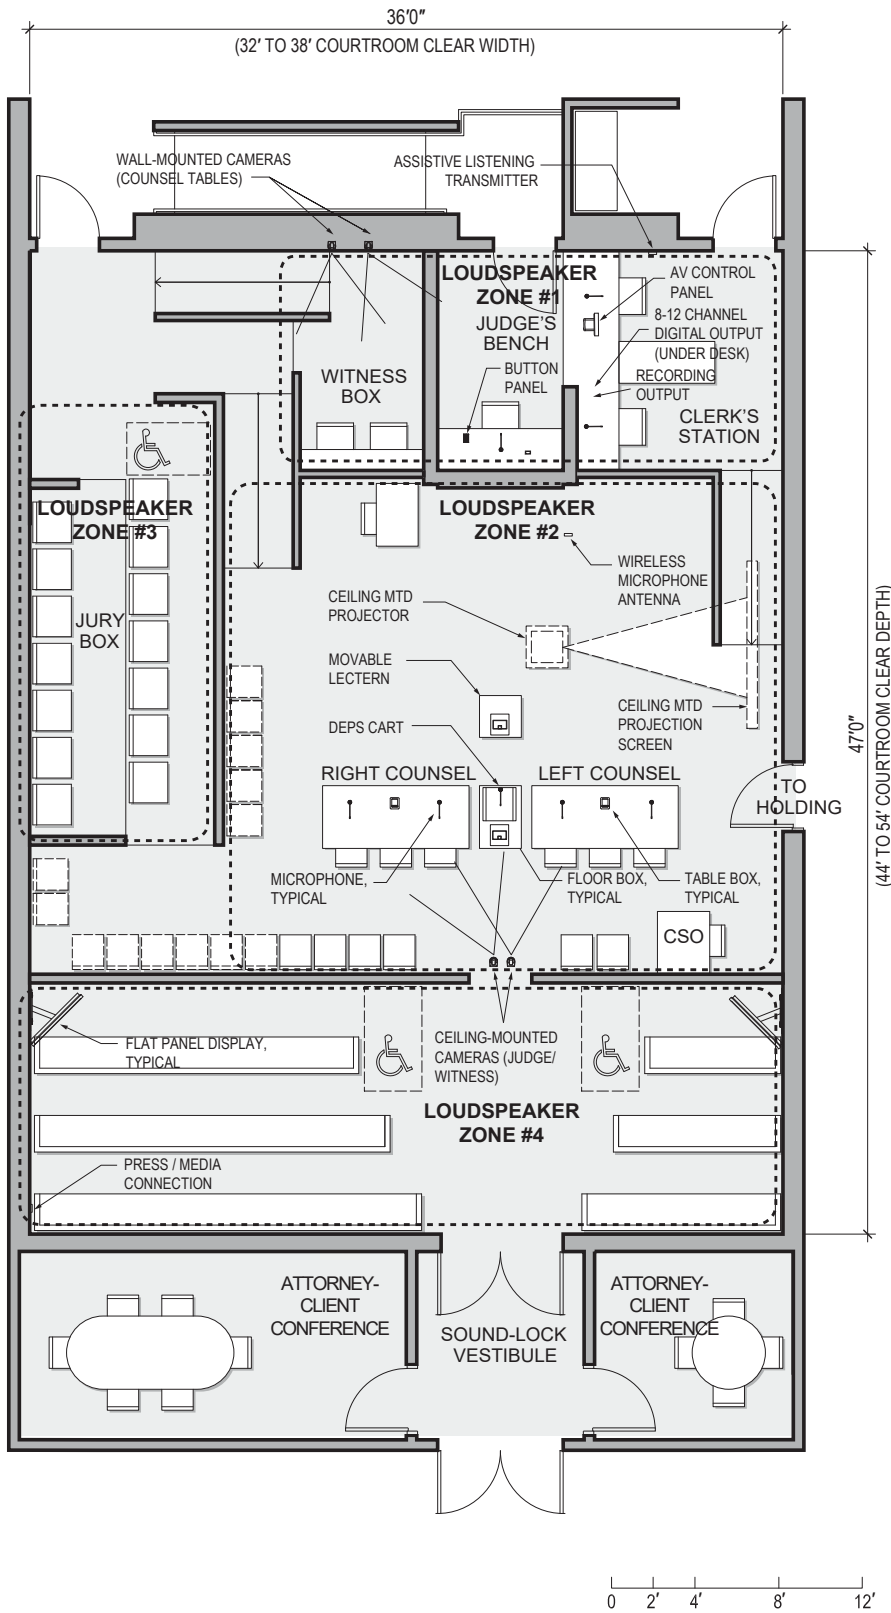 36'0"
(32' TO 38' COURTROOM CLEAR WIDTH)
WALL-MOUNTED CAMERAS
(COUNSEL TABLES)
ASSISTIVE LISTENING
TRANSMITTER
LOUDSPEAKER
ZONE #1
JUDGE'S
BENCH
AV CONTROL
PANEL
8-12 CHANNEL
DIGITAL OUTPUT
(UNDER DESK)
RECORDING
OUTPUT
BUTTON
PANEL
WITNESS
BOX
CLERK'S
STATION
LOUDSPEAKER
ZONE #3
LOUDSPEAKER
ZONE #2
WIRELESS
MICROPHONE
ANTENNA
CEILING MTD
PROJECTOR
JURY
BOX
MOVABLE
LECTERN
CEILING MTD
PROJECTION
SCREEN
DEPS CART
47'0"
(44' TO 54' COURTROOM CLEAR DEPTH)
RIGHT COUNSEL
LEFT COUNSEL
TO
HOLDING
MICROPHONE,
TYPICAL
FLOOR BOX,
TYPICAL
TABLE BOX,
TYPICAL
CSO
FLAT PANEL DISPLAY,
TYPICAL
CEILING-MOUNTED
CAMERAS (JUDGE/
WITNESS)
LOUDSPEAKER
ZONE #4
PRESS / MEDIA
CONNECTION
ATTORNEY-
CLIENT
CONFERENCE
SOUND-LOCK
VESTIBULE
ATTORNEY-
CLIENT
CONFERENCE
0 2' 4' 8' 12'